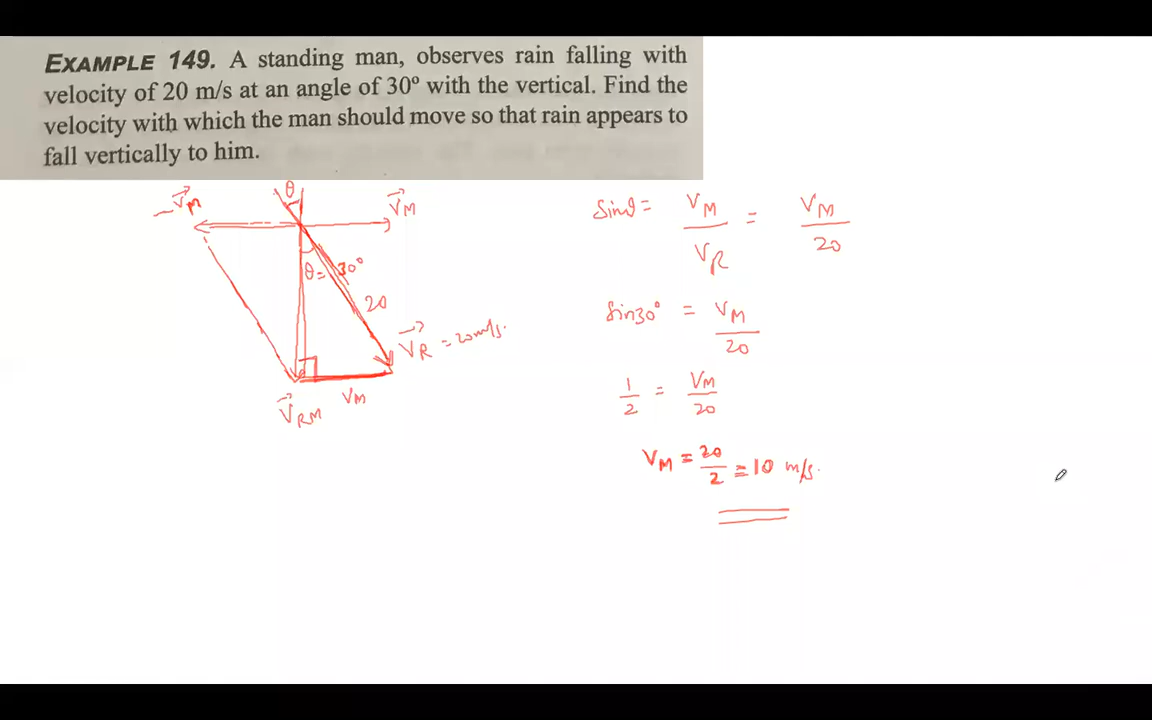 EXAMPLE 149. A standing man, observes rain falling with
velocity of 20 m/s at an angle of 30º with the vertical. Find the
velocity with which the man should move so that rain appears to
fall vertically to him.
θ
-V⃗M
V⃗M
θ = 30°
20
V⃗R = 20m/s.
VM
V⃗RM
Sinθ = VM/VR = VM/20
Sin30° = VM/20
1/2 = VM/20
VM = 20/2 = 10 m/s.